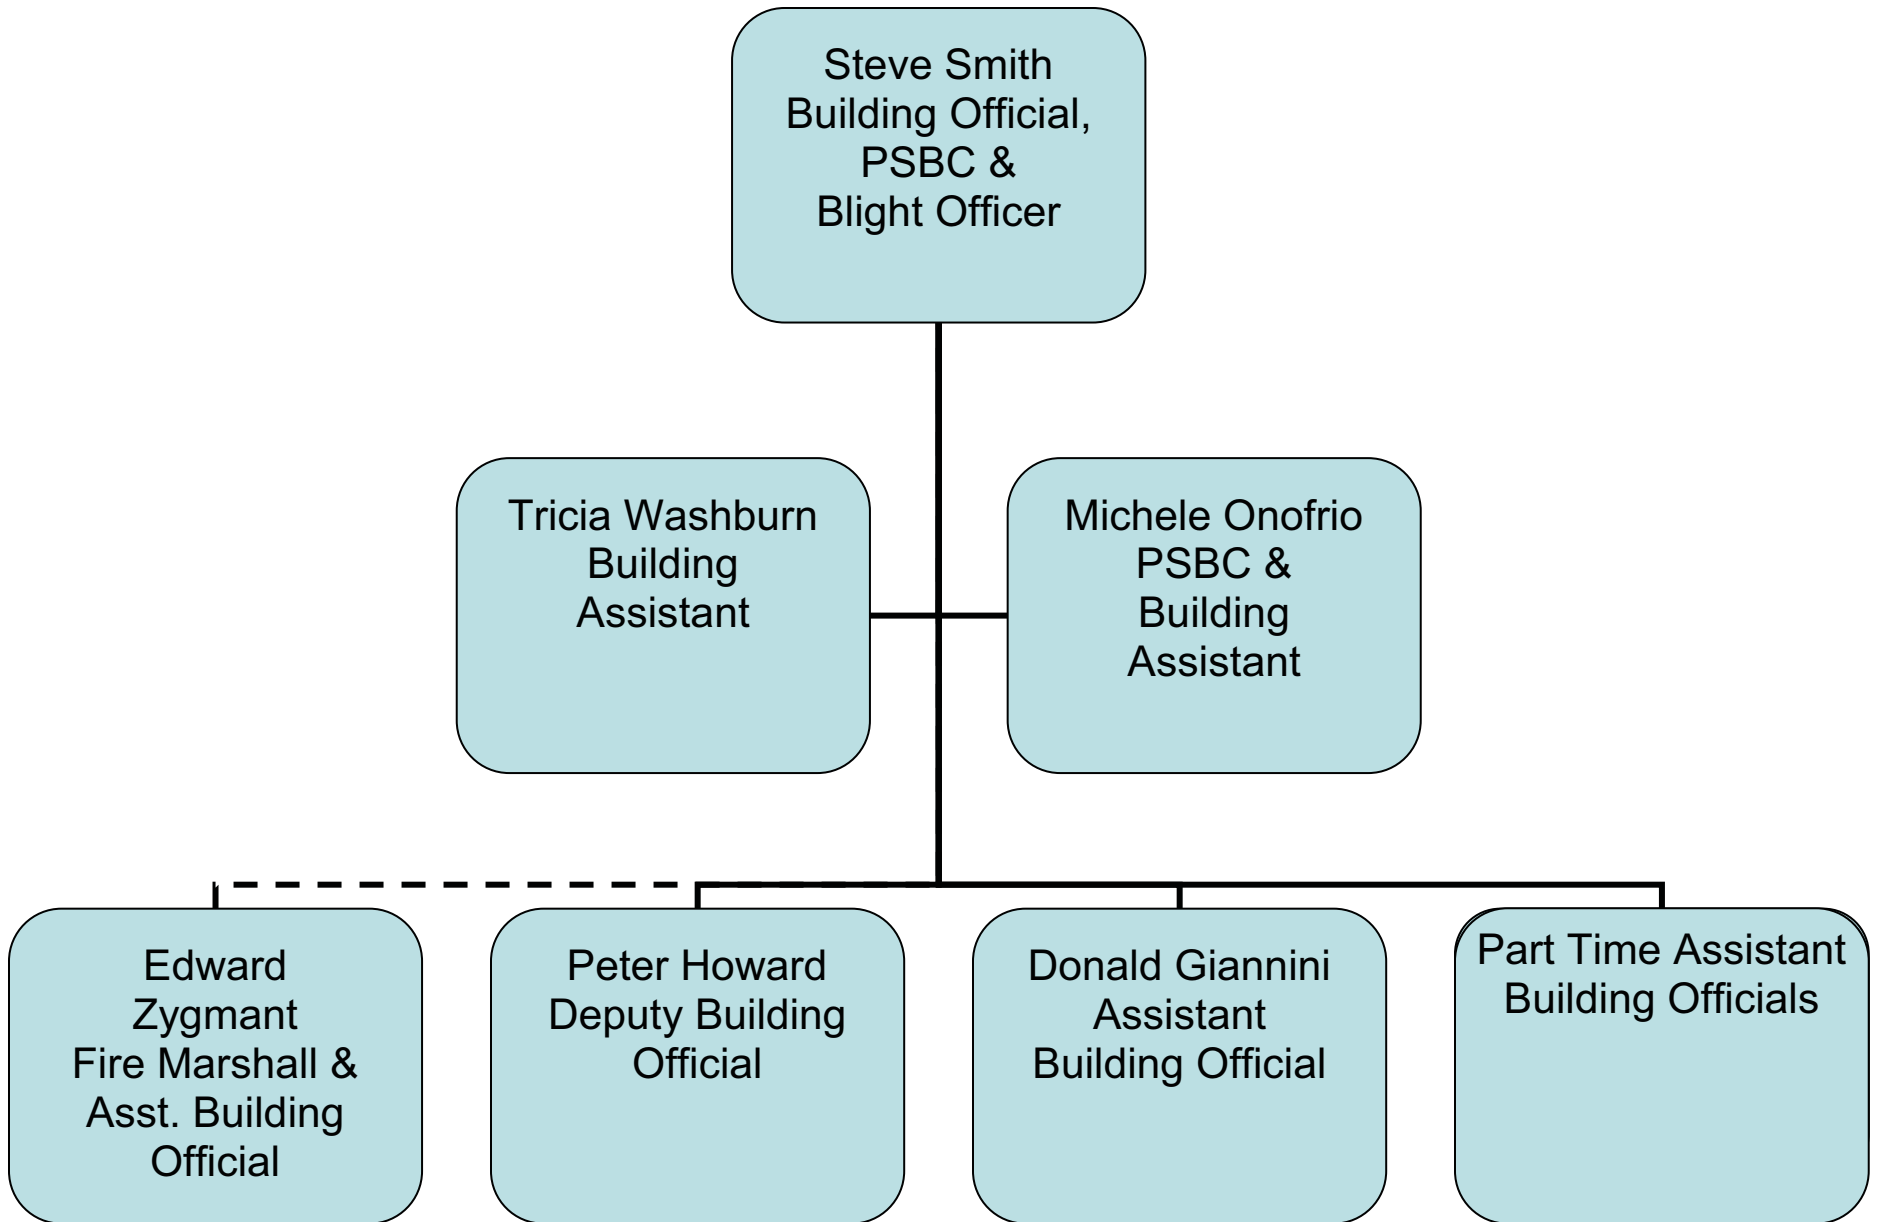 Steve Smith
Building Official,
PSBC &
Blight Officer
Tricia Washburn
Building
Assistant
Michele Onofrio
PSBC &
Building
Assistant
Edward
Zygmant
Fire Marshall &
Asst. Building
Official
Peter Howard
Deputy Building
Official
Donald Giannini
Assistant
Building Official
Part Time Assistant
Building Officials